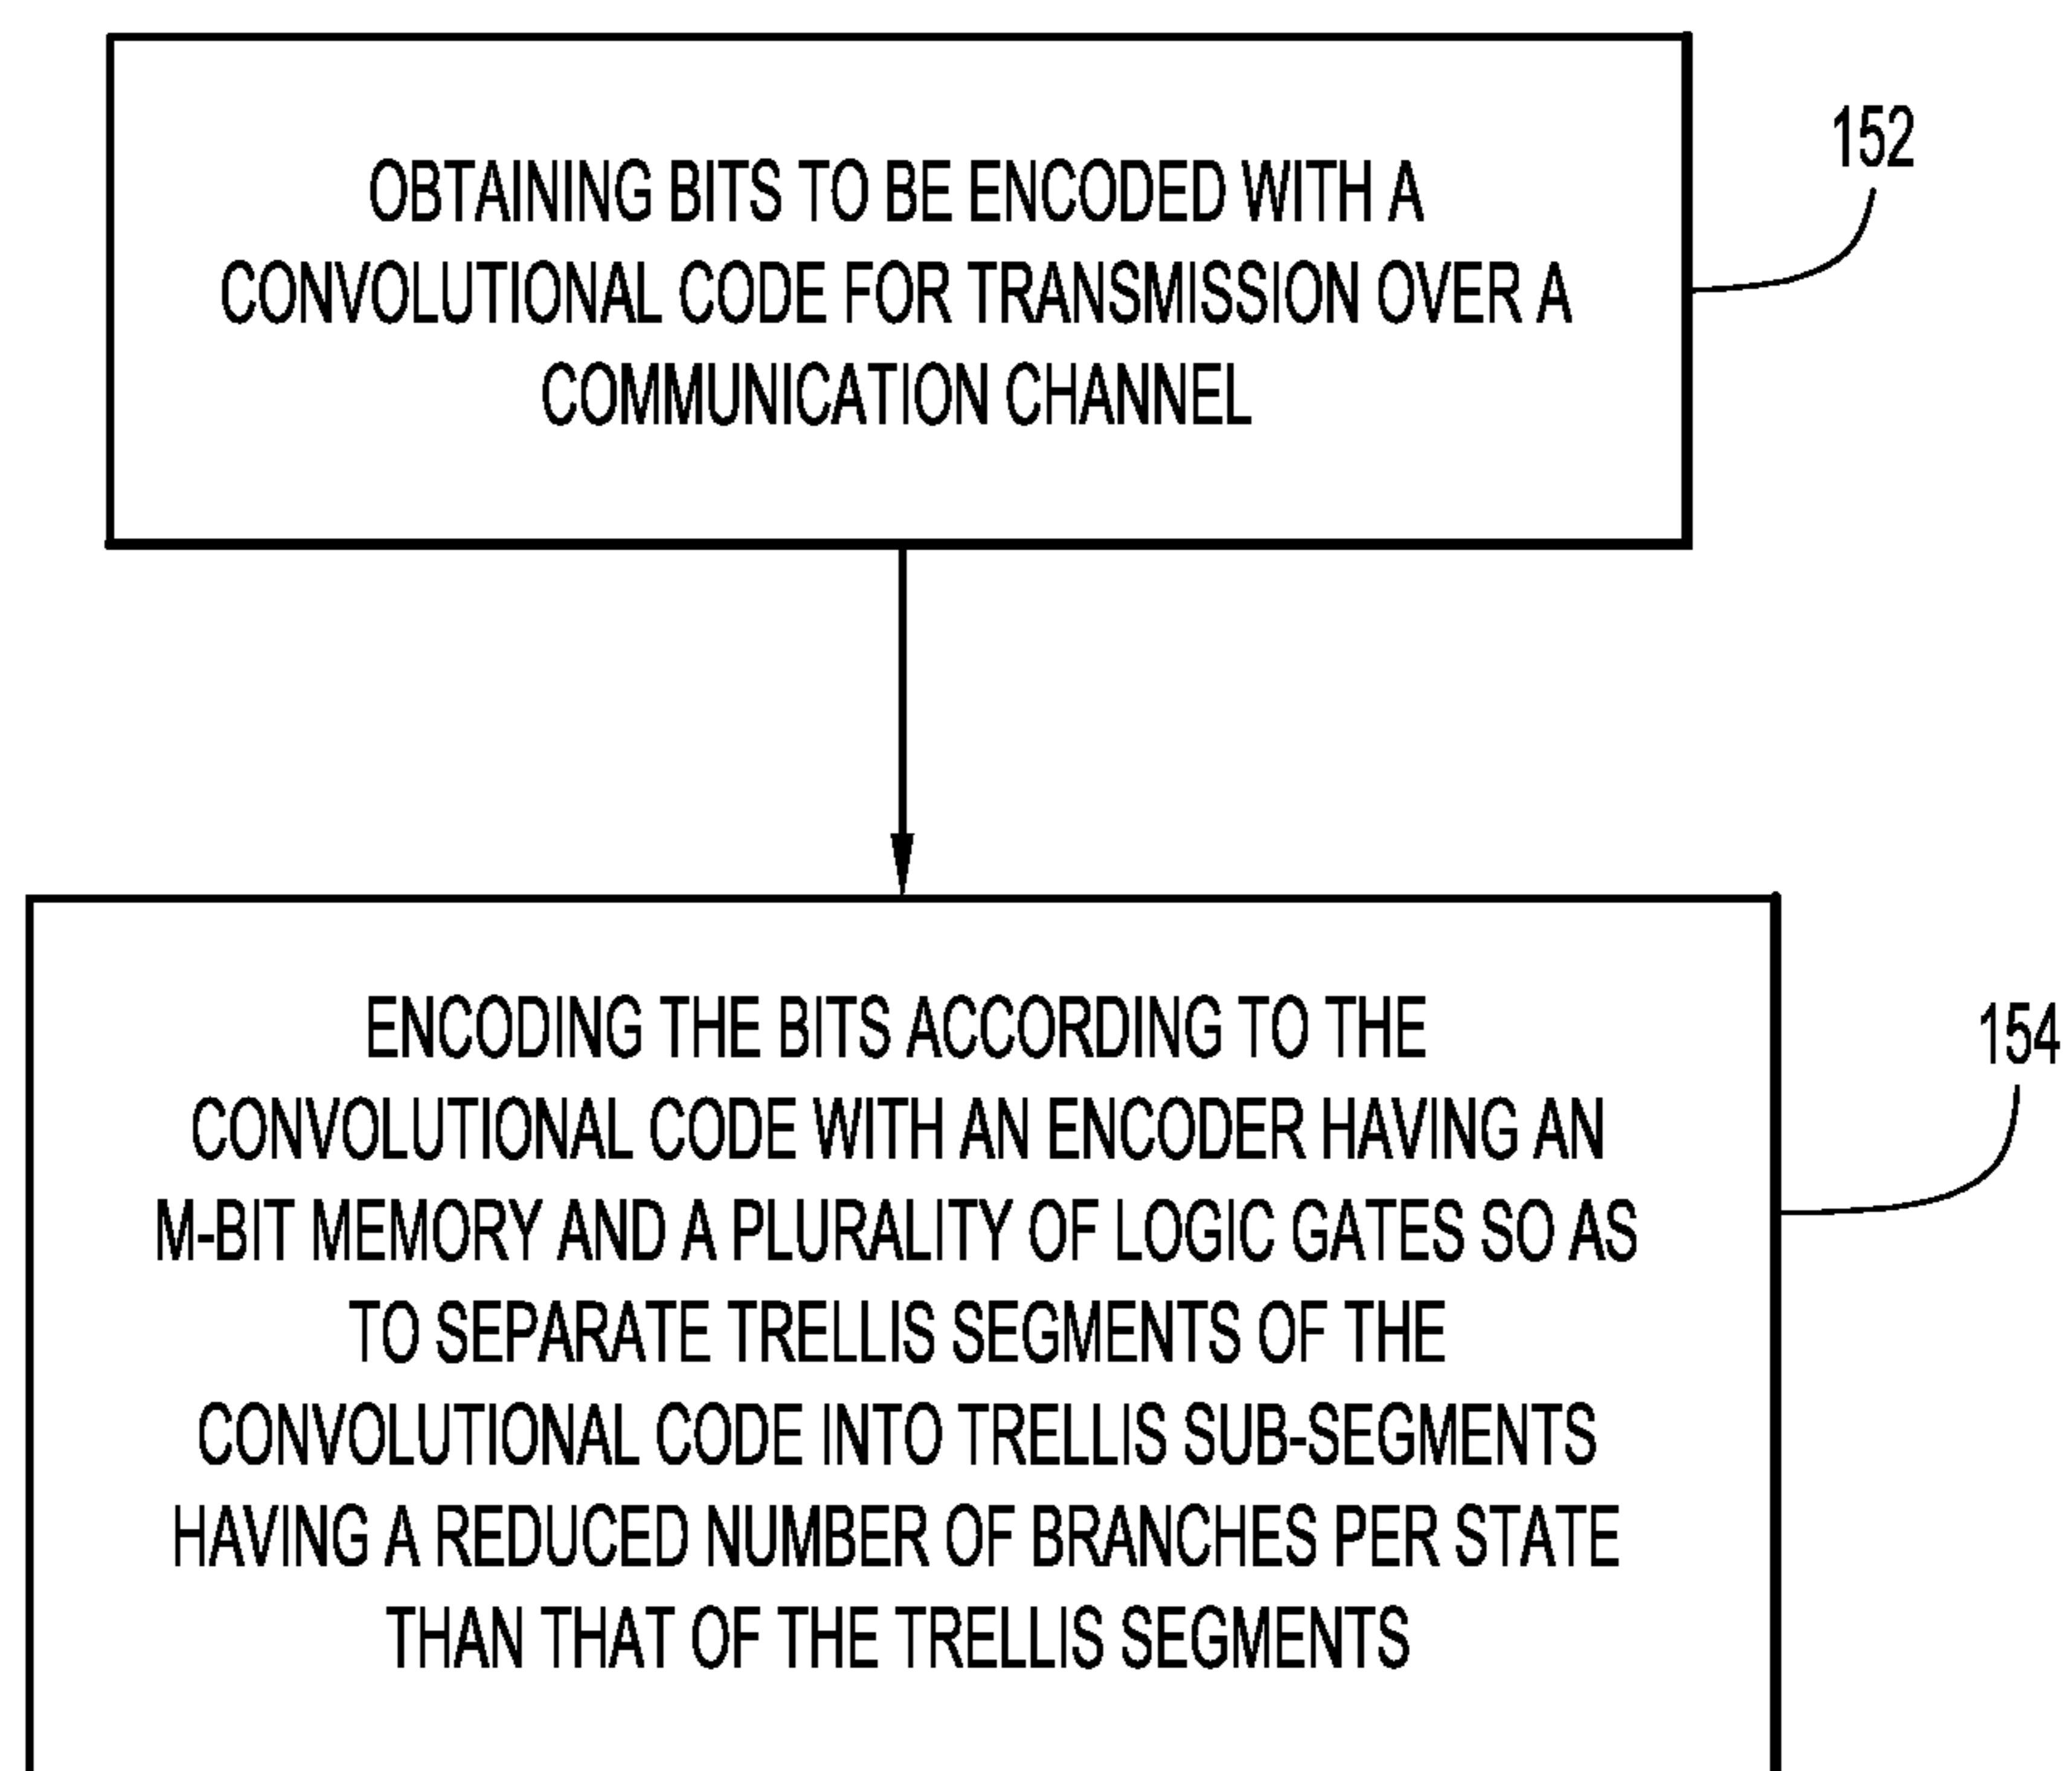 OBTAINING BITS TO BE ENCODED WITH A
CONVOLUTIONAL CODE FOR TRANSMISSION OVER A
COMMUNICATION CHANNEL
152
ENCODING THE BITS ACCORDING TO THE
CONVOLUTIONAL CODE WITH AN ENCODER HAVING AN
M-BIT MEMORY AND A PLURALITY OF LOGIC GATES SO AS
TO SEPARATE TRELLIS SEGMENTS OF THE
CONVOLUTIONAL CODE INTO TRELLIS SUB-SEGMENTS
HAVING A REDUCED NUMBER OF BRANCHES PER STATE
THAN THAT OF THE TRELLIS SEGMENTS
154